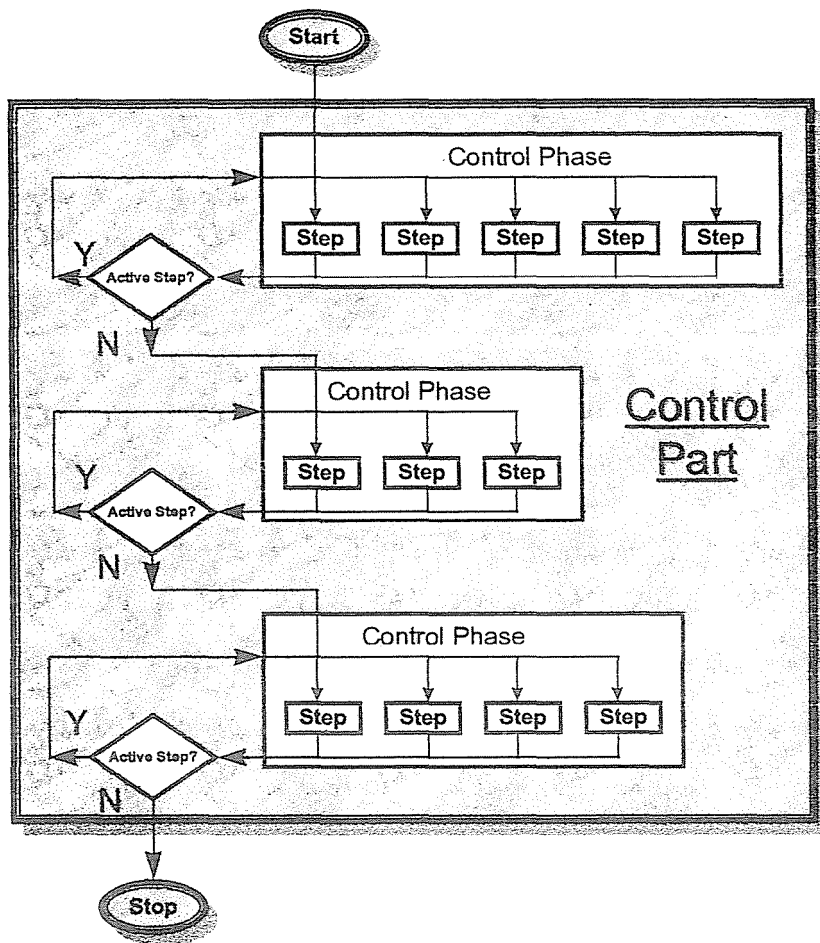 Start
Control Phase
Step Step Step Step Step
Y
Active Step?
N
Control Phase
Control
Part
Step Step Step
Y
Active Step?
N
Control Phase
Step Step Step Step
Y
Active Step?
N
Stop